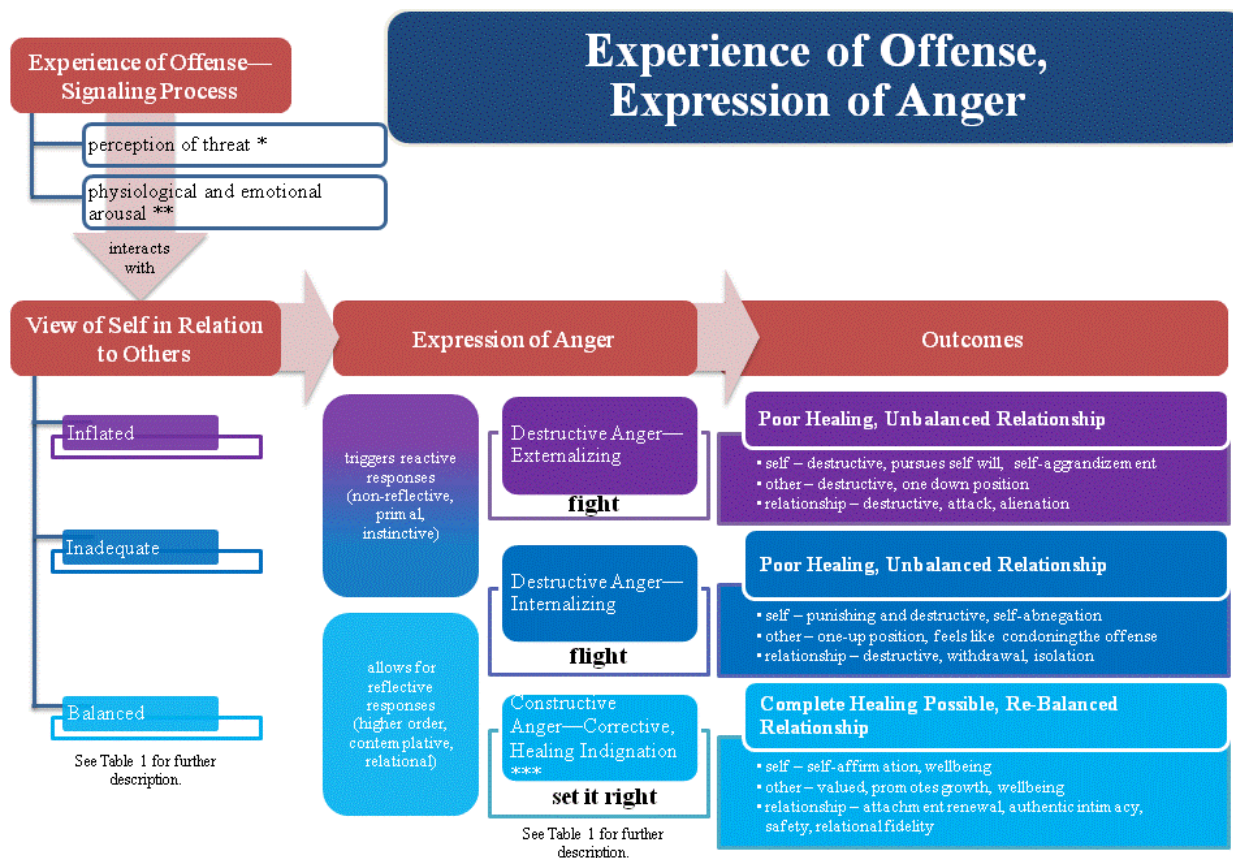 Experience of Offense,
Expression of Anger
Experience of Offense—
Signaling Process
perception of threat *
physiological and emotional
arousal **
interacts
with
View of Self in Relation
to Others
Expression of Anger
Outcomes
Inflated
Inadequate
Balanced
See Table 1 for further
description.
triggers reactive
responses
(non-reflective,
primal,
instinctive)
allows for
reflective
responses
(higher order,
contemplative,
relational)
Destructive Anger—
Externalizing
fight
Destructive Anger—
Internalizing
flight
Constructive
Anger—Corrective,
Healing Indignation
***
set it right
See Table 1 for further
description.
Poor Healing, Unbalanced Relationship
▪ self – destructive, pursues self will, self-aggrandizement
▪ other – destructive, one down position
▪ relationship – destructive, attack, alienation
Poor Healing, Unbalanced Relationship
▪ self – punishing and destructive, self-abnegation
▪ other – one-up position, feels like condoning the offense
▪ relationship – destructive, withdrawal, isolation
Complete Healing Possible, Re-Balanced
Relationship
▪ self – self-affirmation, wellbeing
▪ other – valued, promotes growth, wellbeing
▪ relationship – attachment renewal, authentic intimacy,
safety, relational fidelity